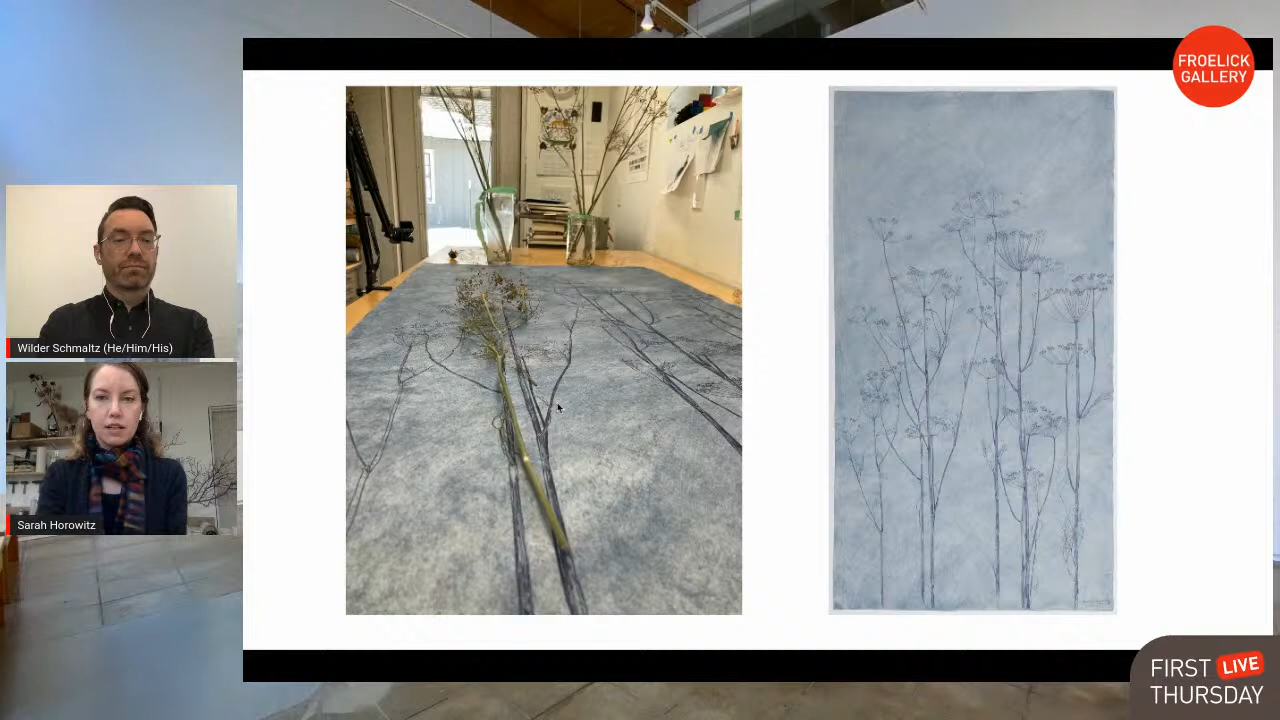 FROELICK
GALLERY
Wilder Schmaltz (He/Him/His)
Sarah Horowitz
FIRST LIVE
THURSDAY